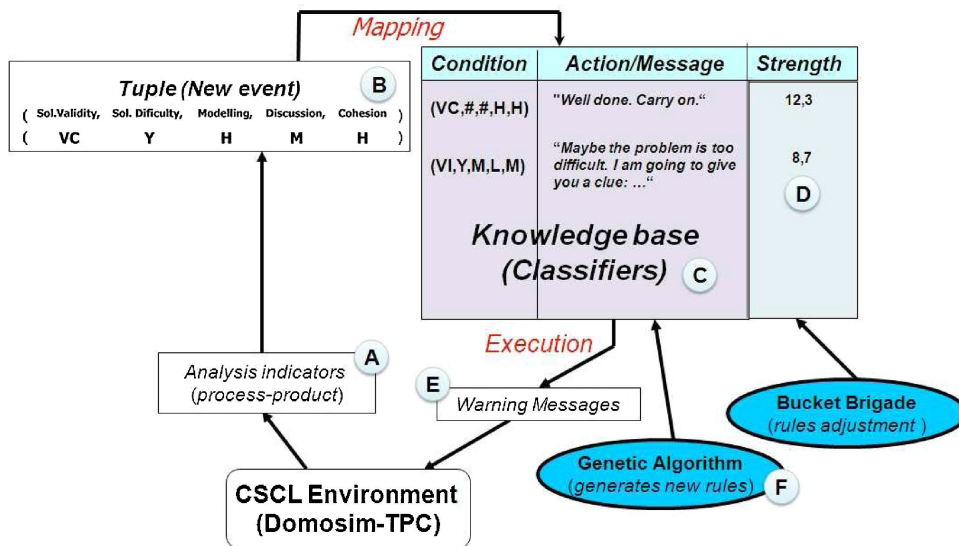 Mapping
Tuple (New event)
B
( Sol.Validity, Sol. Dificulty, Modelling, Discussion, Cohesion )
( VC Y H M H )
Condition Action/Message Strength
(VC,#,#,H,H) "Well done. Carry on." 12,3
(VI,Y,M,L,M) "Maybe the problem is too
difficult. I am going to give
you a clue: …" 8,7
D
Knowledge base
(Classifiers) C
Execution
A
Analysis indicators
(process-product)
E
Warning Messages
Bucket Brigade
(rules adjustment )
Genetic Algorithm
(generates new rules) F
CSCL Environment
(Domosim-TPC)